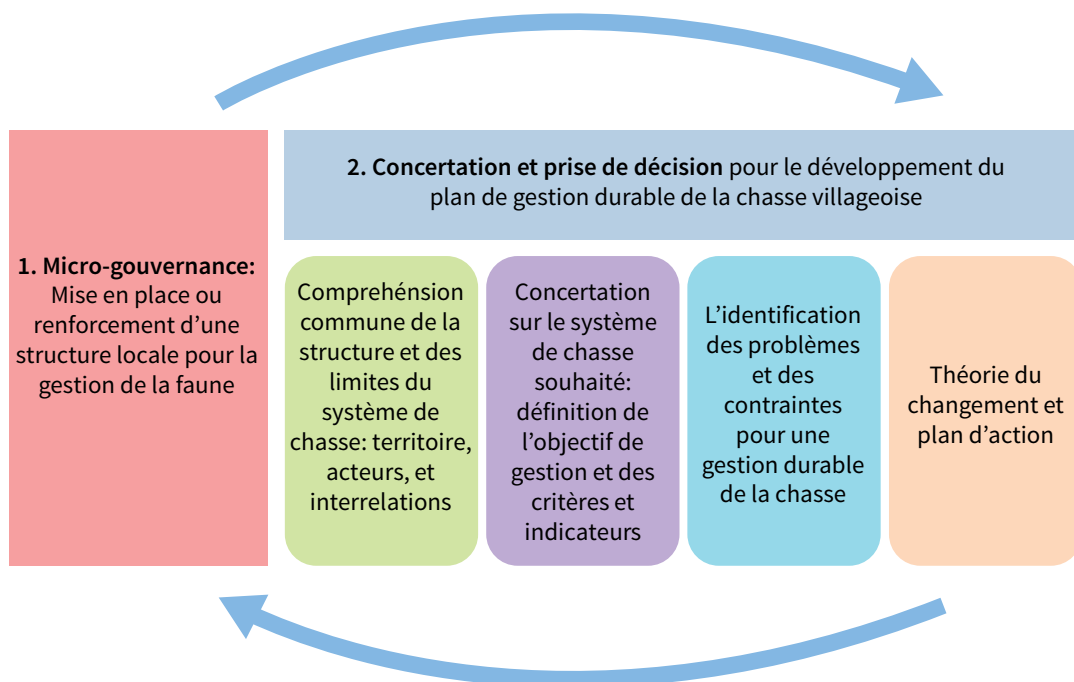 1. Micro-gouvernance:
Mise en place ou
renforcement d'une
structure locale pour la
gestion de la faune
2. Concertation et prise de décision pour le développement du
plan de gestion durable de la chasse villageoise
Comprehénsion
commune de la
structure et des
limites du
système de
chasse: territoire,
acteurs, et
interrelations
Concertation
sur le système
de chasse
souhaité:
définition de
l'objectif de
gestion et des
critères et
indicateurs
L'identification
des problèmes
et des
contraintes
pour une
gestion durable
de la chasse
Théorie du
changement et
plan d'action